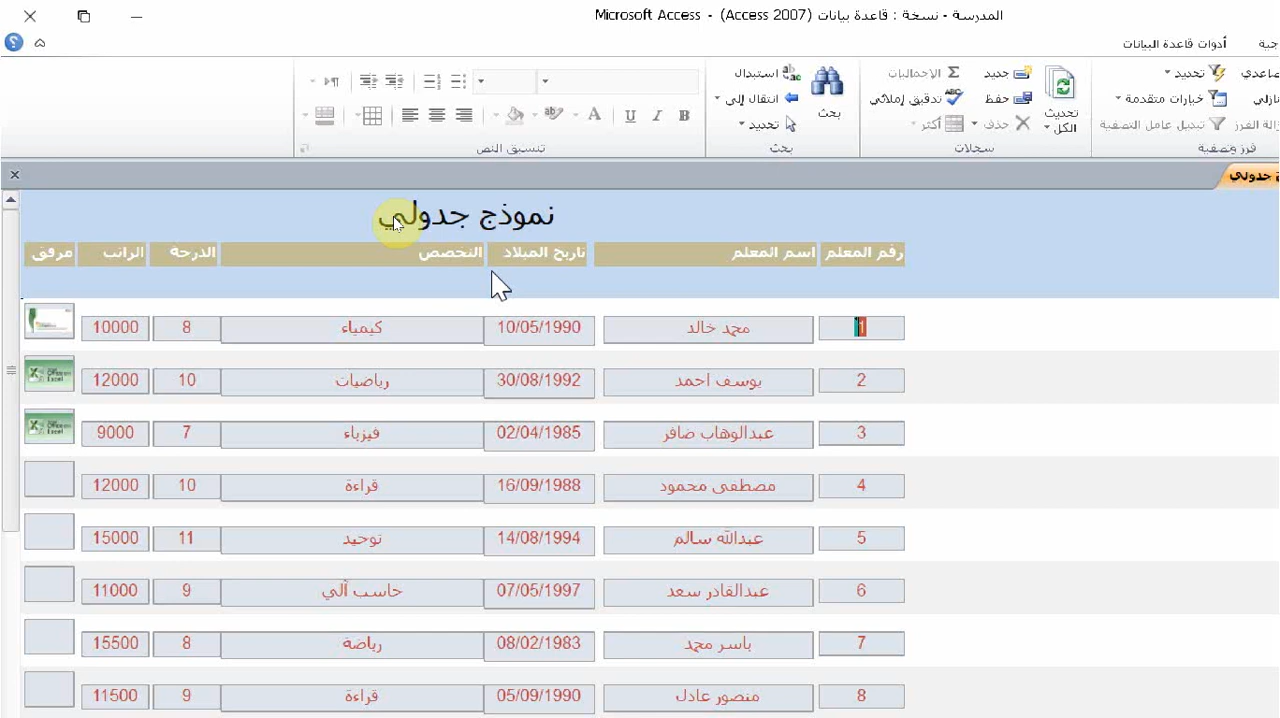 المدرسة - نسخة : قاعدة بيانات (Access 2007) - Microsoft Access
أدوات قاعدة البيانات
تحديد
خيارات متقدمة
تبديل عامل التصفية
فرز وتصفية
تحديث الكل
جديد
حفظ
حذف
الإجماليات
تدقيق إملائي
أكثر
سجلات
بحث
استبدال
انتقال إلى
تحديد
بحث
تنسيق النص
جدولي
نموذج جدولي
رقم المعلم اسم المعلم تاريخ الميلاد التخصص الدرجة الراتب مرفق
1 محمد خالد 10/05/1990 كيمياء 8 10000
2 يوسف احمد 30/08/1992 رياضيات 10 12000
3 عبدالوهاب ضافر 02/04/1985 فيزياء 7 9000
4 مصطفى محمود 16/09/1988 قراءة 10 12000
5 عبدالله سالم 14/08/1994 توحيد 11 15000
6 عبدالقادر سعد 07/05/1997 حاسب آلي 9 11000
7 ياسر محمد 08/02/1983 رياضة 8 15500
8 منصور عادل 05/09/1990 قراءة 9 11500